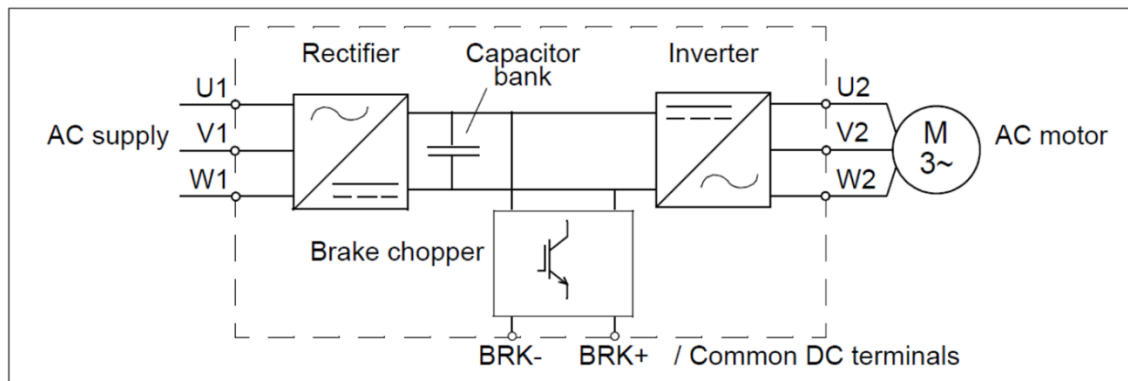 Rectifier
Capacitor
bank
Inverter
U1
V1
W1
AC supply
U2
V2
W2
M
3~
AC motor
Brake chopper
BRK- BRK+ / Common DC terminals